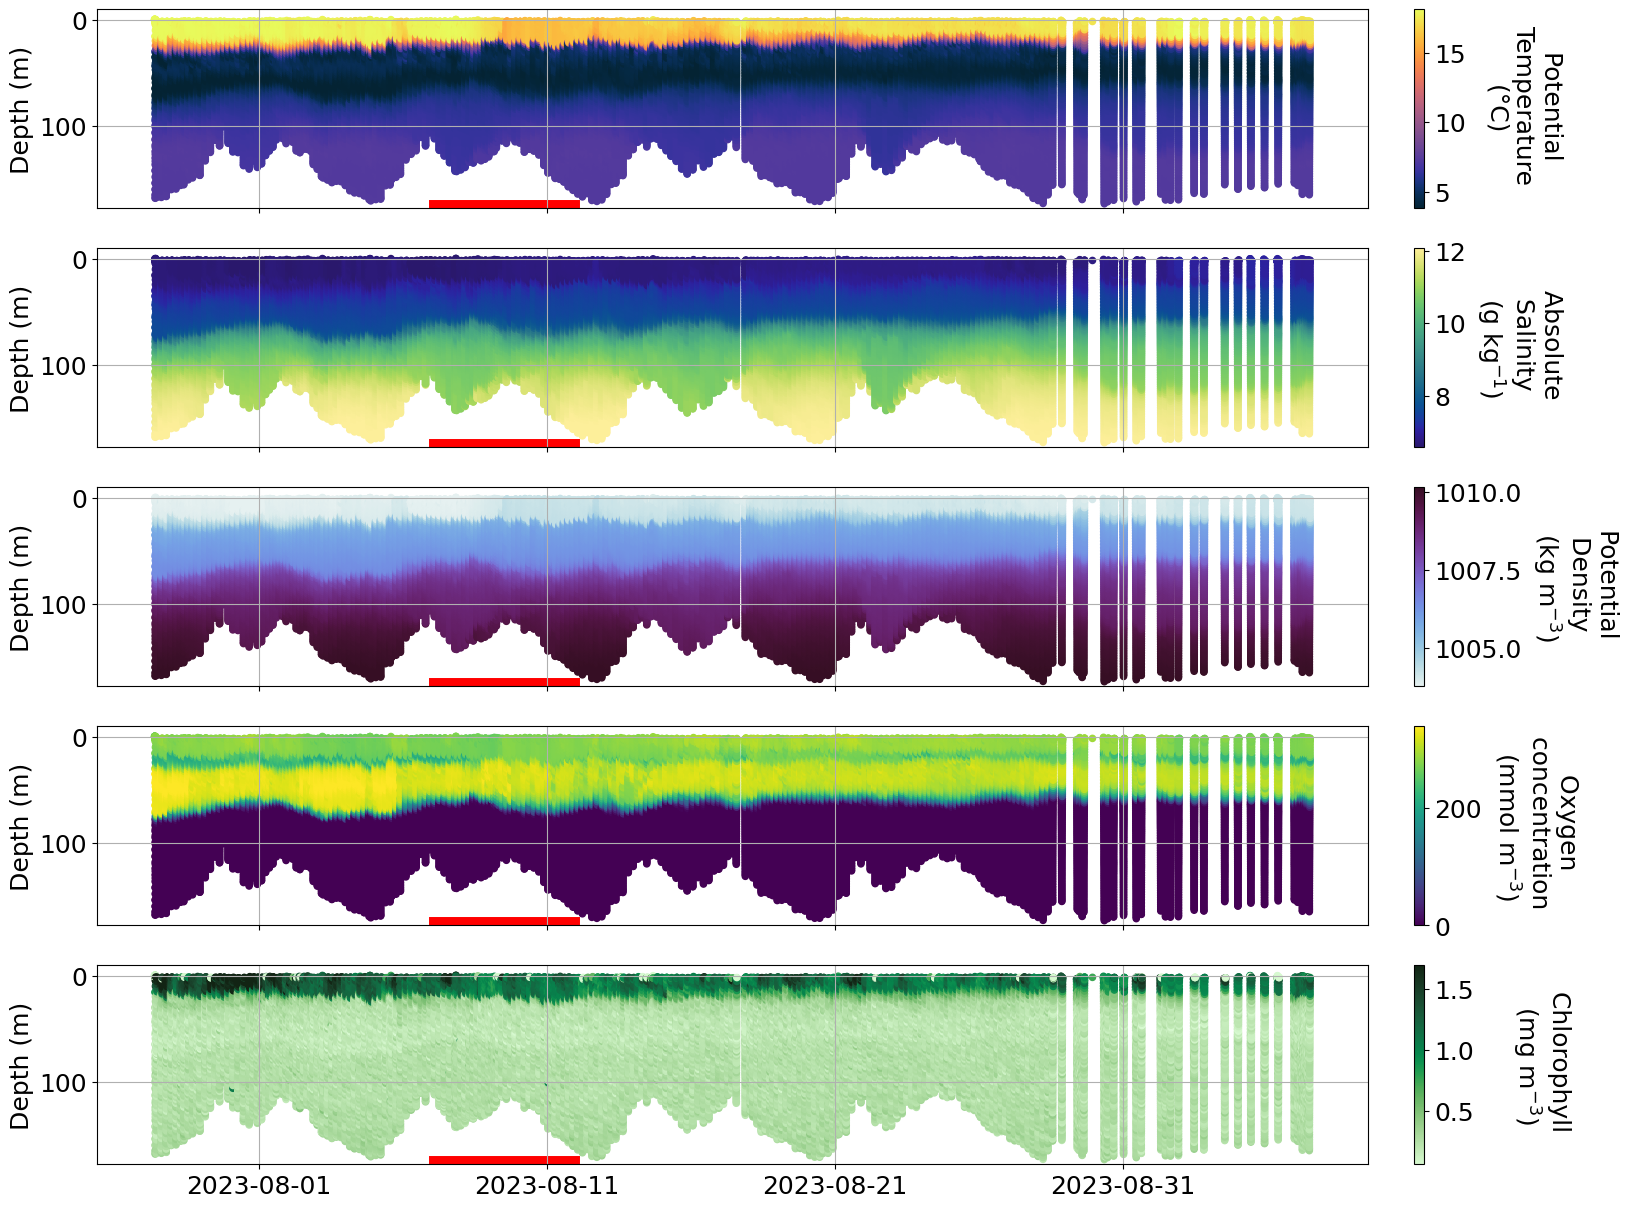 0
100
Depth (m)
15
10
5
Potential
Temperature
(°C)
0
100
Depth (m)
12
10
8
Absolute
Salinity
(g kg⁻¹)
0
100
Depth (m)
1010.0
1007.5
1005.0
Potential
Density
(kg m⁻³)
0
100
Depth (m)
200
0
Oxygen
concentration
(mmol m⁻³)
0
100
Depth (m)
1.5
1.0
0.5
Chlorophyll
(mg m⁻³)
2023-08-01
2023-08-11
2023-08-21
2023-08-31